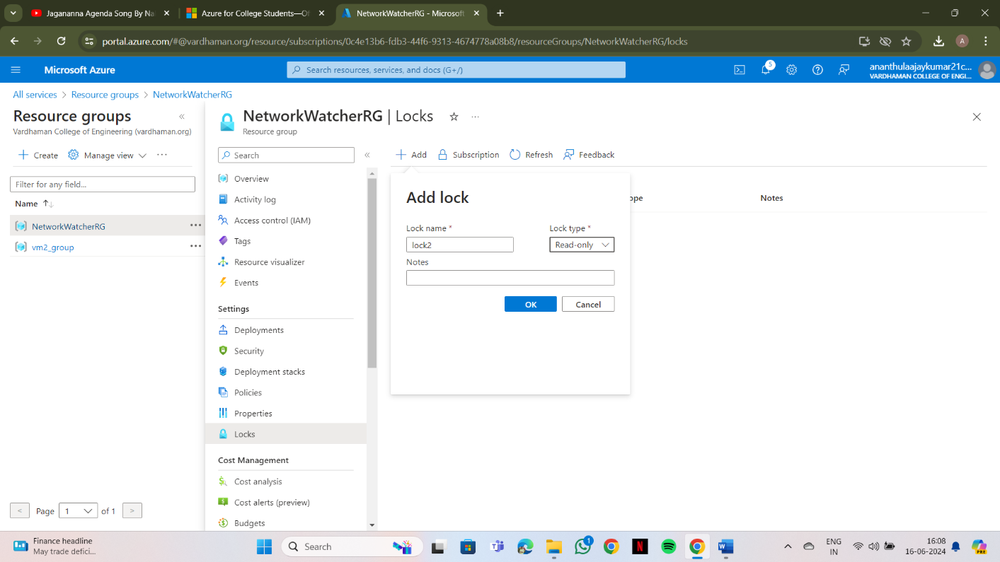 Jagananna Agenda Song By Na
Azure for College Students—Of
NetworkWatcherRG - Microsoft
portal.azure.com/#@vardhaman.org/resource/subscriptions/0c4e13b6-fdb3-44f6-9313-4674778a08b8/resourceGroups/NetworkWatcherRG/locks
A
Microsoft Azure
Search resources, services, and docs (G+/)
5
ananthulaajaykumar21c...
VARDHAMAN COLLEGE OF ENGI...
All services > Resource groups > NetworkWatcherRG
Resource groups
Vardhaman College of Engineering (vardhaman.org)
Create
Manage view
Filter for any field...
Name
NetworkWatcherRG
vm2_group
< Page 1 of 1 >
NetworkWatcherRG | Locks
Resource group
Search
Overview
Activity log
Access control (IAM)
Tags
Resource visualizer
Events
Settings
Deployments
Security
Deployment stacks
Policies
Properties
Locks
Cost Management
Cost analysis
Cost alerts (preview)
Budgets
Add
Subscription
Refresh
Feedback
ope
Notes
Add lock
Lock name *
Lock type *
lock2
Read-only
Notes
OK
Cancel
Finance headline
May trade defici...
Search
1
ENG
IN
16:08
16-06-2024
PRE